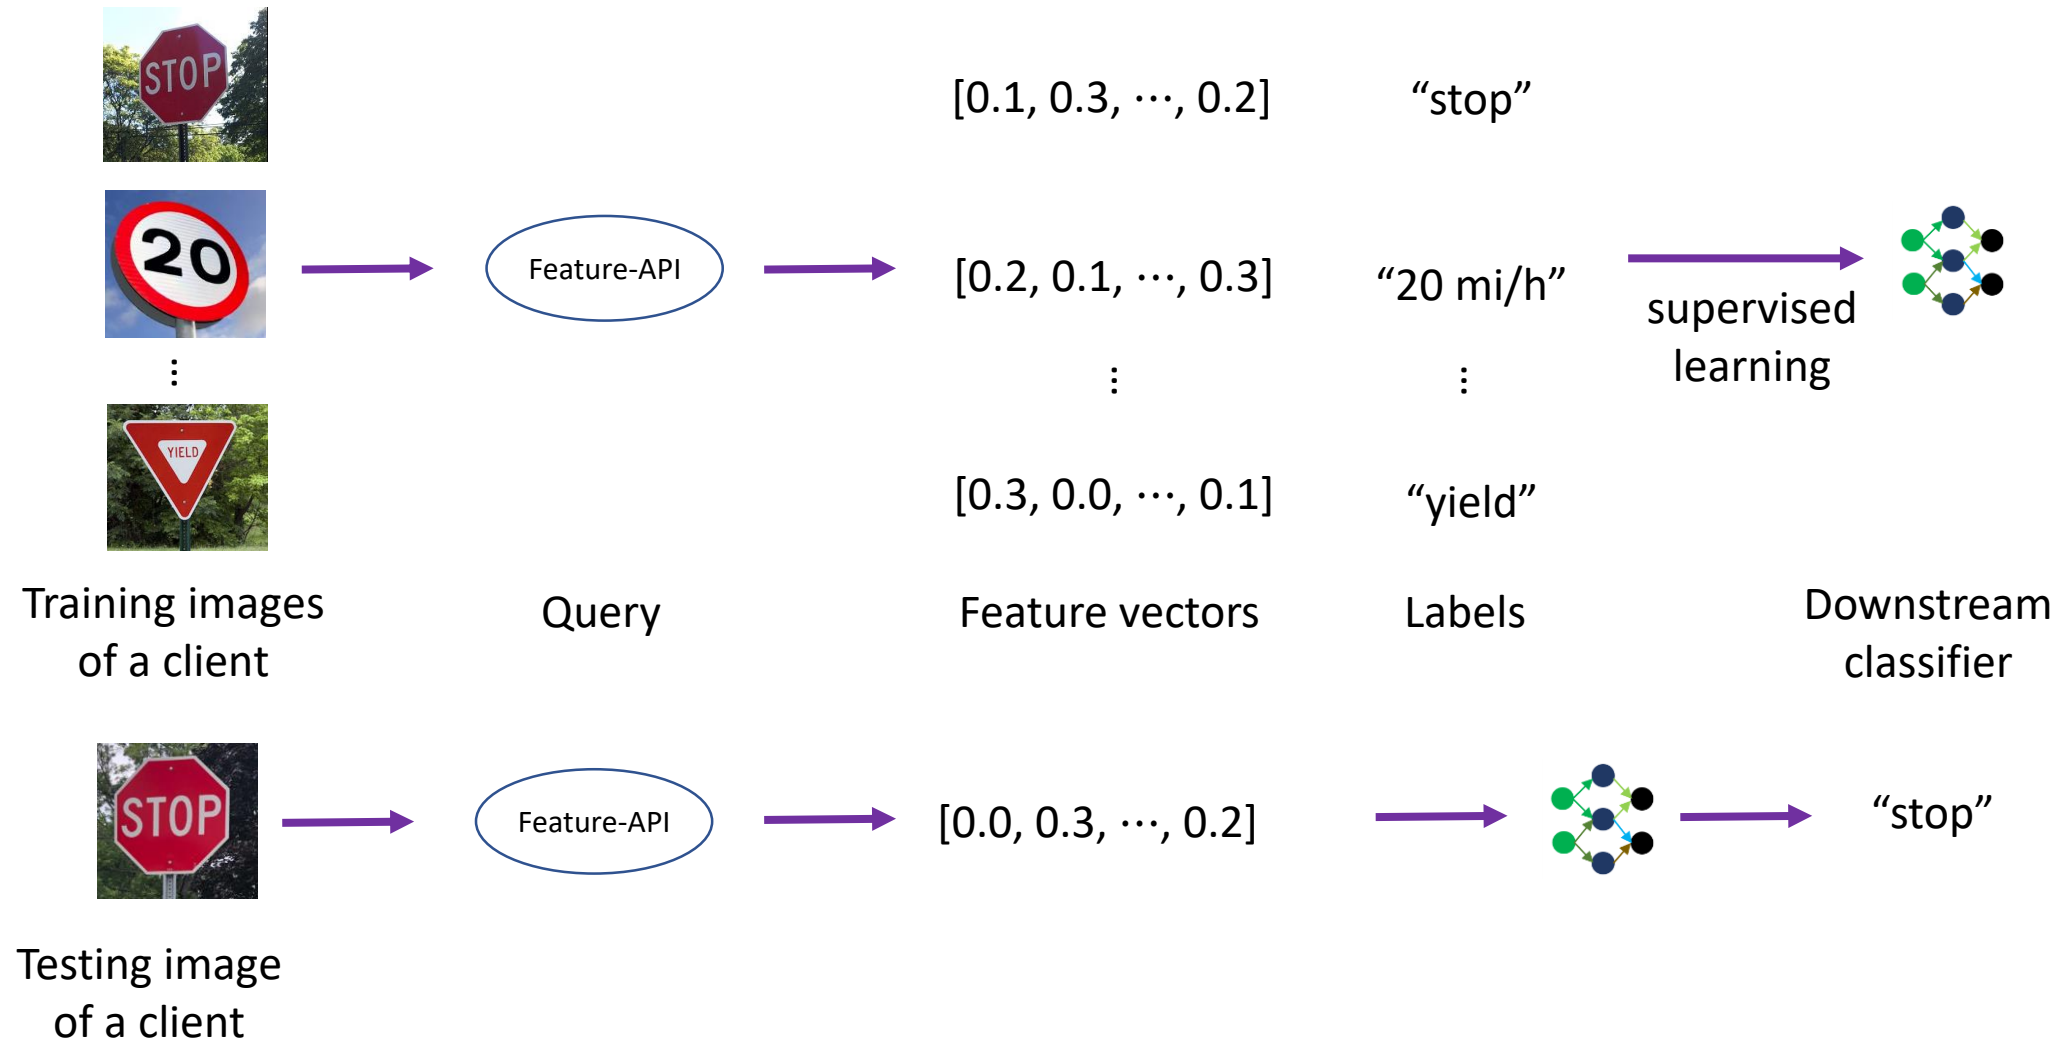 STOP
[0.1, 0.3, ⋯, 0.2]
“stop”
20
Feature-API
[0.2, 0.1, ⋯, 0.3]
“20 mi/h”
supervised
learning
⋮
⋮
⋮
YIELD
[0.3, 0.0, ⋯, 0.1]
“yield”
Training images
of a client
Query
Feature vectors
Labels
Downstream
classifier
STOP
Feature-API
[0.0, 0.3, ⋯, 0.2]
“stop”
Testing image
of a client